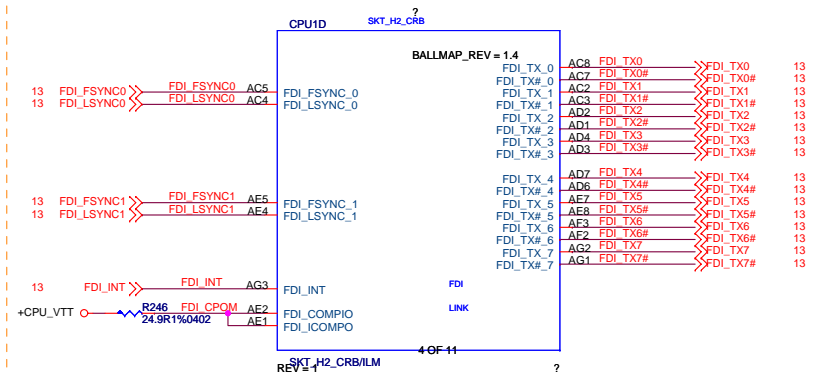 ?
CPU1D SKT_H2_CRB
BALLMAP_REV = 1.4
13 FDI_FSYNC0 FDI_FSYNC0 AC5 FDI_FSYNC_0
13 FDI_LSYNC0 FDI_LSYNC0 AC4 FDI_LSYNC_0
FDI_TX_0 AC8 FDI_TX0 FDI_TX0 13
FDI_TX#_0 AC7 FDI_TX0# FDI_TX0# 13
FDI_TX_1 AC2 FDI_TX1 FDI_TX1 13
FDI_TX#_1 AC3 FDI_TX1# FDI_TX1# 13
FDI_TX_2 AD2 FDI_TX2 FDI_TX2 13
FDI_TX#_2 AD1 FDI_TX2# FDI_TX2# 13
FDI_TX_3 AD4 FDI_TX3 FDI_TX3 13
FDI_TX#_3 AD3 FDI_TX3# FDI_TX3# 13
13 FDI_FSYNC1 FDI_FSYNC1 AE5 FDI_FSYNC_1
13 FDI_LSYNC1 FDI_LSYNC1 AE4 FDI_LSYNC_1
FDI_TX_4 AD7 FDI_TX4 FDI_TX4 13
FDI_TX#_4 AD6 FDI_TX4# FDI_TX4# 13
FDI_TX_5 AE7 FDI_TX5 FDI_TX5 13
FDI_TX#_5 AE8 FDI_TX5# FDI_TX5# 13
FDI_TX_6 AF3 FDI_TX6 FDI_TX6 13
FDI_TX#_6 AF2 FDI_TX6# FDI_TX6# 13
FDI_TX_7 AG2 FDI_TX7 FDI_TX7 13
FDI_TX#_7 AG1 FDI_TX7# FDI_TX7# 13
13 FDI_INT FDI_INT AG3 FDI_INT
FDI
LINK
+CPU_VTT R246 FDI_CPOM AE2 FDI_COMPIO
24.9R1%0402 AE1 FDI_ICOMPO
4 OF 11
SKT_H2_CRB/ILM
REV = 1 ?